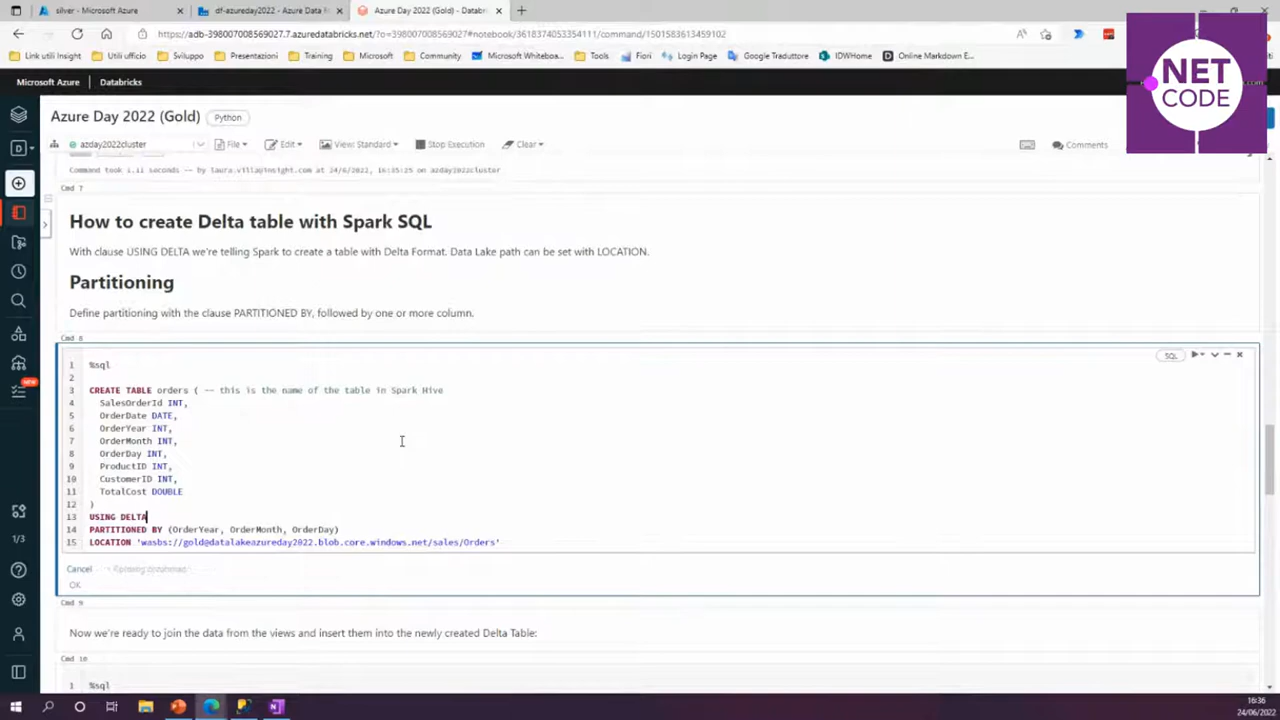 silver - Microsoft Azure
df-azureday2022 - Azure Data F
Azure Day 2022 (Gold) - Databri
https://adb-398007008569027.7.azuredatabricks.net/?o=398007008569027#notebook/3618374053354111/command/1501583613459102
Link utili Insight
Utili ufficio
Sviluppo
Presentazioni
Training
Microsoft
Community
Microsoft Whiteboa...
Tools
Fiori
Login Page
Google Traduttore
IDWHome
Online Markdown E...
NET
CODE
Microsoft Azure
Databricks
Azure Day 2022 (Gold)
Python
azday2022cluster
File
Edit
View: Standard
Stop Execution
Clear
Comments
Command took 1.11 seconds -- by laura.villa@insight.com at 24/6/2022, 16:35:25 on azday2022cluster
Cmd 7
How to create Delta table with Spark SQL
With clause USING DELTA we're telling Spark to create a table with Delta Format. Data Lake path can be set with LOCATION.
Partitioning
Define partitioning with the clause PARTITIONED BY, followed by one or more column.
Cmd 8
SQL
1 %sql
2
3 CREATE TABLE orders ( -- this is the name of the table in Spark Hive
4 SalesOrderId INT,
5 OrderDate DATE,
6 OrderYear INT,
7 OrderMonth INT,
8 OrderDay INT,
9 ProductID INT,
10 CustomerID INT,
11 TotalCost DOUBLE
12 )
13 USING DELTA
14 PARTITIONED BY (OrderYear, OrderMonth, OrderDay)
15 LOCATION 'wasbs://gold@datalakeazureday2022.blob.core.windows.net/sales/Orders'
Cancel
OK
Cmd 9
Now we're ready to join the data from the views and insert them into the newly created Delta Table:
Cmd 10
1 %sql
NEW
1/3
16:36
24/06/2022